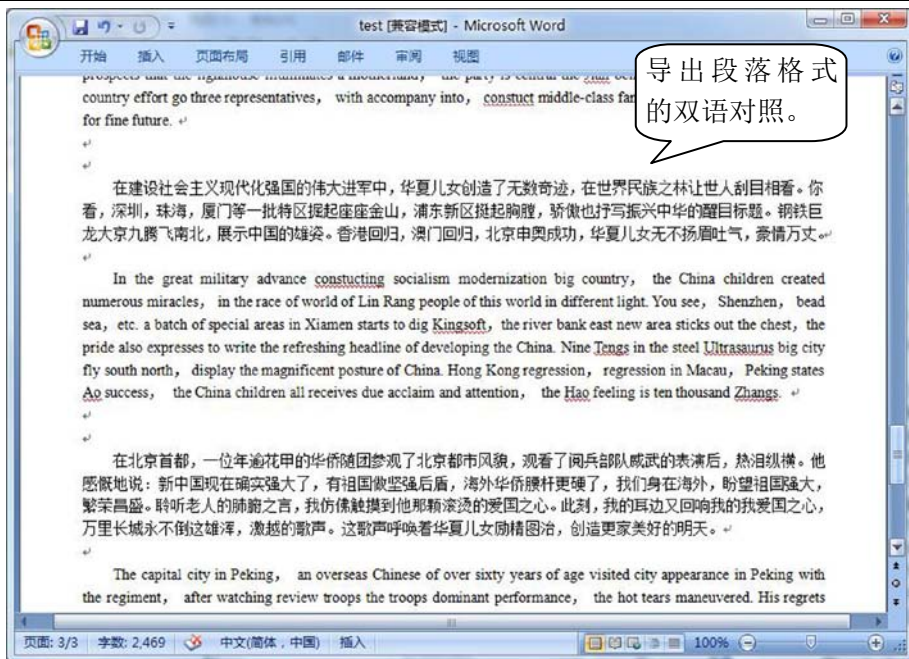 test [兼容模式] - Microsoft Word
开始 插入 页面布局 引用 邮件 审阅 视图
导出段落格式
的双语对照。
prospects that the lighthouse illuminates a motherland, the party is central the
country effort go three representatives, with accompany into, constuct middle-class
for fine future.
在建设社会主义现代化强国的伟大进军中，华夏儿女创造了无数奇迹，在世界民族之林让世人刮目相看。你
看，深圳，珠海，厦门等一批特区掘起座座金山，浦东新区挺起胸膛，骄傲也抒写振兴中华的醒目标题。钢铁巨
龙大京九腾飞南北，展示中国的雄姿。香港回归，澳门回归，北京申奥成功，华夏儿女无不扬眉吐气，豪情万丈。
In the great military advance constucting socialism modernization big country, the China children created
numerous miracles, in the race of world of Lin Rang people of this world in different light. You see, Shenzhen, bead
sea, etc. a batch of special areas in Xiamen starts to dig Kingsoft, the river bank east new area sticks out the chest, the
pride also expresses to write the refreshing headline of developing the China. Nine Tengs in the steel Ultrasaurus big city
fly south north, display the magnificent posture of China. Hong Kong regression, regression in Macau, Peking states
Ao success, the China children all receives due acclaim and attention, the Hao feeling is ten thousand Zhangs.
在北京首都，一位年逾花甲的华侨随团参观了北京都市风貌，观看了阅兵部队威武的表演后，热泪纵横。他
感慨地说：新中国现在确实强大了，有祖国做坚强后盾，海外华侨腰杆更硬了，我们身在海外，盼望祖国强大，
繁荣昌盛。聆听老人的肺腑之言，我仿佛触摸到他那颗滚烫的爱国之心。此刻，我的耳边又回响我的我爱国之心，
万里长城永不倒这雄浑，激越的歌声。这歌声呼唤着华夏儿女励精图治，创造更家美好的明天。
The capital city in Peking, an overseas Chinese of over sixty years of age visited city appearance in Peking with
the regiment, after watching review troops the troops dominant performance, the hot tears maneuvered. His regrets
页面: 3/3 字数: 2,469 中文(简体，中国) 插入 100%